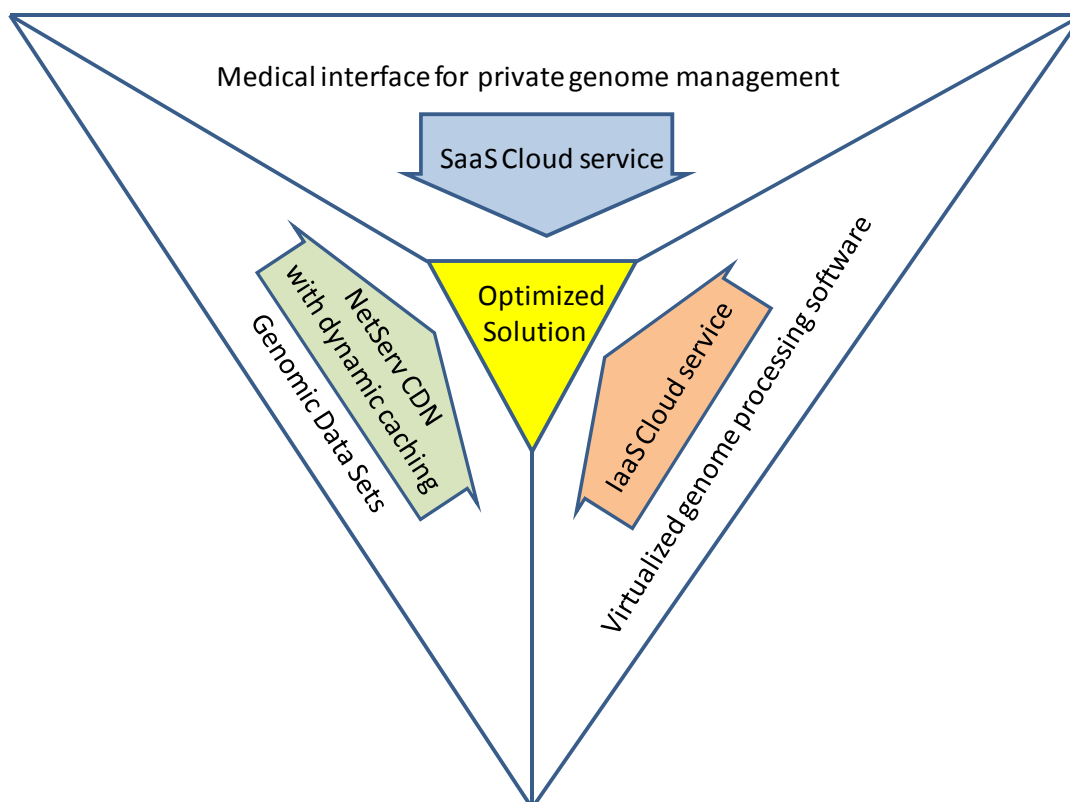 Medical interface for private genome management
SaaS Cloud service
Optimized
Solution
NetServ CDN
with dynamic caching
Genomic Data Sets
IaaS Cloud service
Virtualized genome processing software